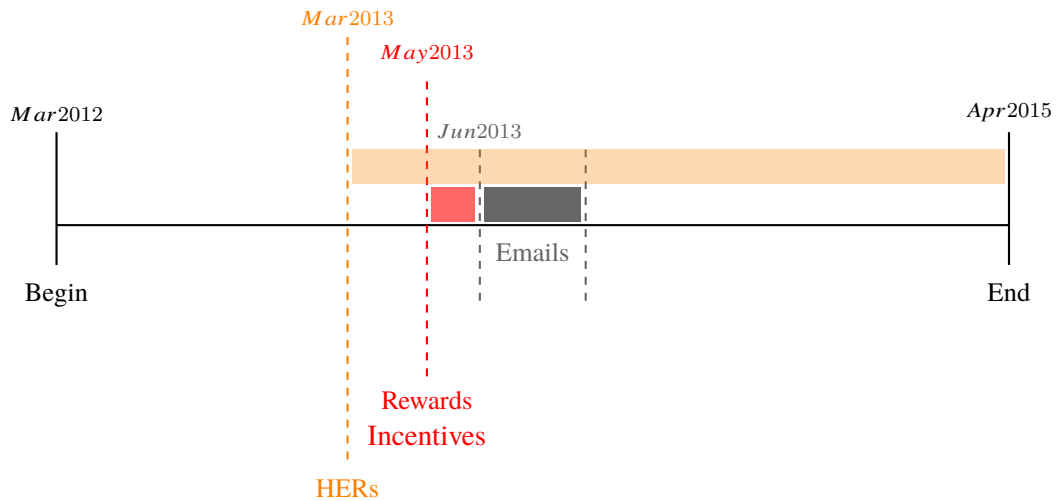 Mar2013
May2013
Mar2012
Apr2015
Jun2013
Emails
Begin
End
Rewards
Incentives
HERs